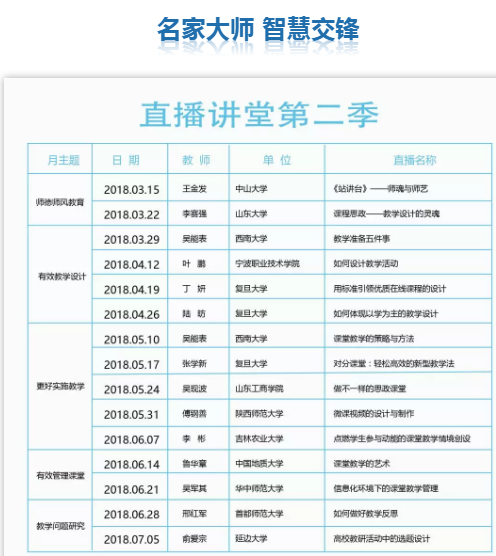 名家大师 智慧交锋
直播讲堂第二季
月主题 日 期 教 师 单 位 直播名称
师德师风教育
2018.03.15 王金发 中山大学 《站讲台》——师魂与师艺
2018.03.22 李赛强 山东大学 课程思政——教学设计的灵魂
有效教学设计
2018.03.29 吴能表 西南大学 教学准备五件事
2018.04.12 叶 鹏 宁波职业技术学院 如何设计教学活动
2018.04.19 丁 妍 复旦大学 用标准引领优质在线课程的设计
2018.04.26 陆 昉 复旦大学 如何体现以学为主的教学设计
更好实施教学
2018.05.10 吴能表 西南大学 课堂教学的策略与方法
2018.05.17 张学新 复旦大学 对分课堂：轻松高效的新型教学法
2018.05.24 吴现波 山东工商学院 做不一样的思政课堂
2018.05.31 傅钢善 陕西师范大学 微课视频的设计与制作
2018.06.07 李 彬 吉林农业大学 点燃学生参与动能的课堂教学情境创设
有效管理课堂
2018.06.14 鲁华章 中国地质大学 课堂教学的艺术
2018.06.21 吴军其 华中师范大学 信息化环境下的课堂教学管理
教学问题研究
2018.06.28 邢红军 首都师范大学 如何做好教学反思
2018.07.05 俞爱宗 延边大学 高校教研活动中的选题设计